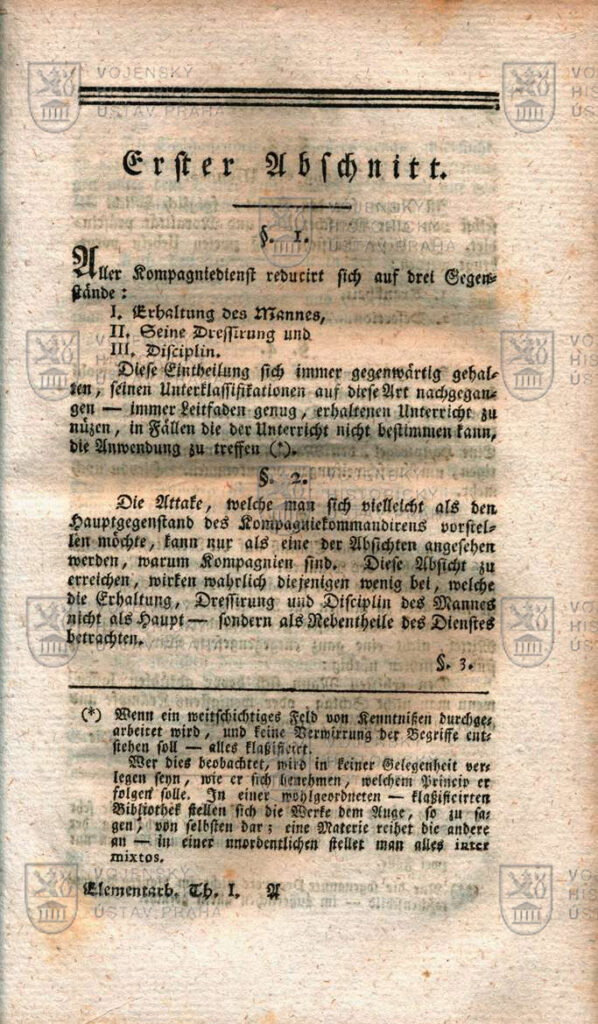 VOJENSKÝ
HISTORICKÝ
ÚSTAV PRAHA
Erster Abschnitt.
§. 1.
Aller Kompagniedienst reducirt sich auf drei Gegen-
stände:
I. Erhaltung des Mannes,
II. Seine Dressirung und
III. Disciplin.
Diese Eintheilung sich immer gegenwärtig gehal-
ten, seinen Unterklassifikationen auf diese Art nachgegan-
gen — immer Leitfaden genug, erhaltenen Unterricht zu
nüzen, in Fällen die der Unterricht nicht bestimmen kann,
die Anwendung zu treffen (*).
§. 2.
Die Attake, welche man sich vielleicht als den
Hauptgegenstand des Kompagniekommandirens vorstel-
len möchte, kann nur als eine der Absichten angesehen
werden, warum Kompagnien sind. Diese Absicht zu
erreichen, wirken wahrlich diejenigen wenig bei, welche
die Erhaltung, Dressirung und Disciplin des Mannes
nicht als Haupt — sondern als Nebentheile des Dienstes
betrachten.
§. 3.
(*) Wenn ein weitschichtiges Feld von Kenntnißen durchge-
arbeitet wird, und keine Verwirrung der Begriffe ent-
stehen soll — alles klaßificirt.
Wer dies beobachtet, wird in keiner Gelegenheit ver-
legen seyn, wie er sich benehmen, welchem Princip er
folgen solle. In einer wohlgeordneten — klaßificirten
Bibliothek stellen sich die Werke dem Auge, so zu sa-
gen, von selbsten dar; eine Materie reihet die andere
an — in einer unordentlichen stellet man alles inter
mixtos.
Elementarb. Th. I. A